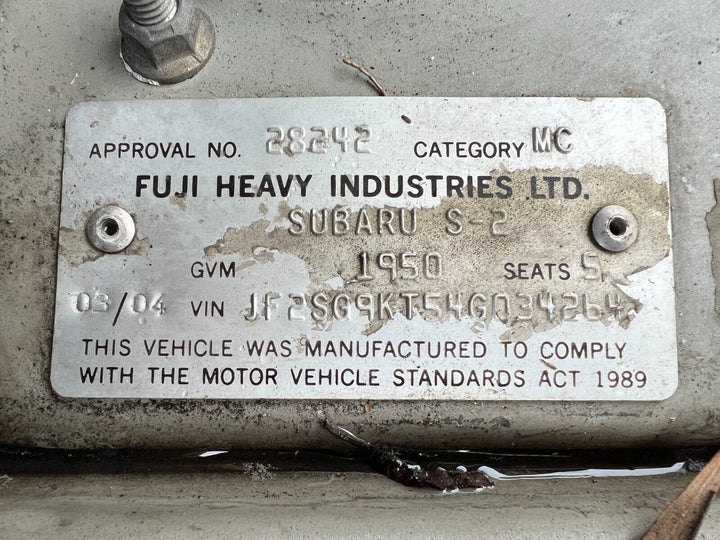 APPROVAL NO. 28242 CATEGORY MC
FUJI HEAVY INDUSTRIES LTD.
SUBARU S-2
GVM 1950 SEATS 5
03/04 VIN JF2SG9KT54G034264
THIS VEHICLE WAS MANUFACTURED TO COMPLY
WITH THE MOTOR VEHICLE STANDARDS ACT 1989